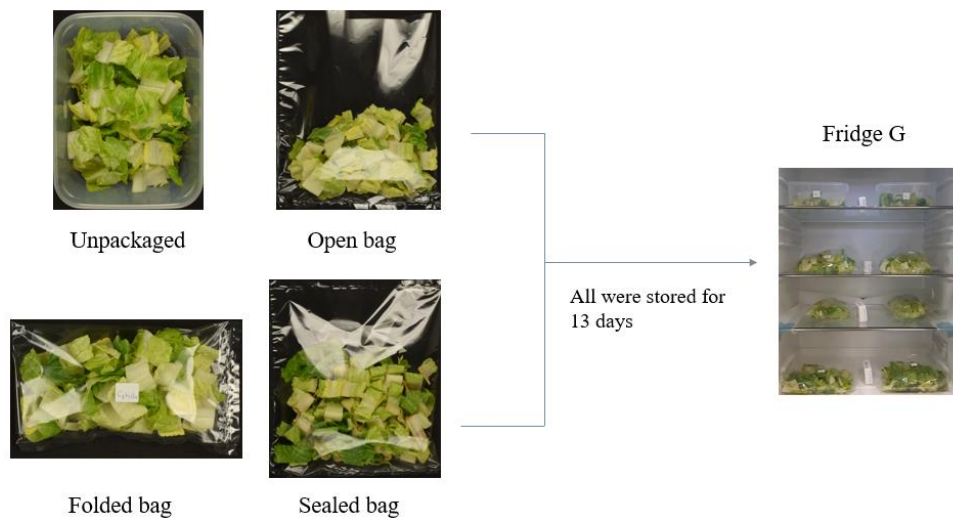 Unpackaged
Open bag
Fridge G
All were stored for
13 days
Folded bag
Sealed bag